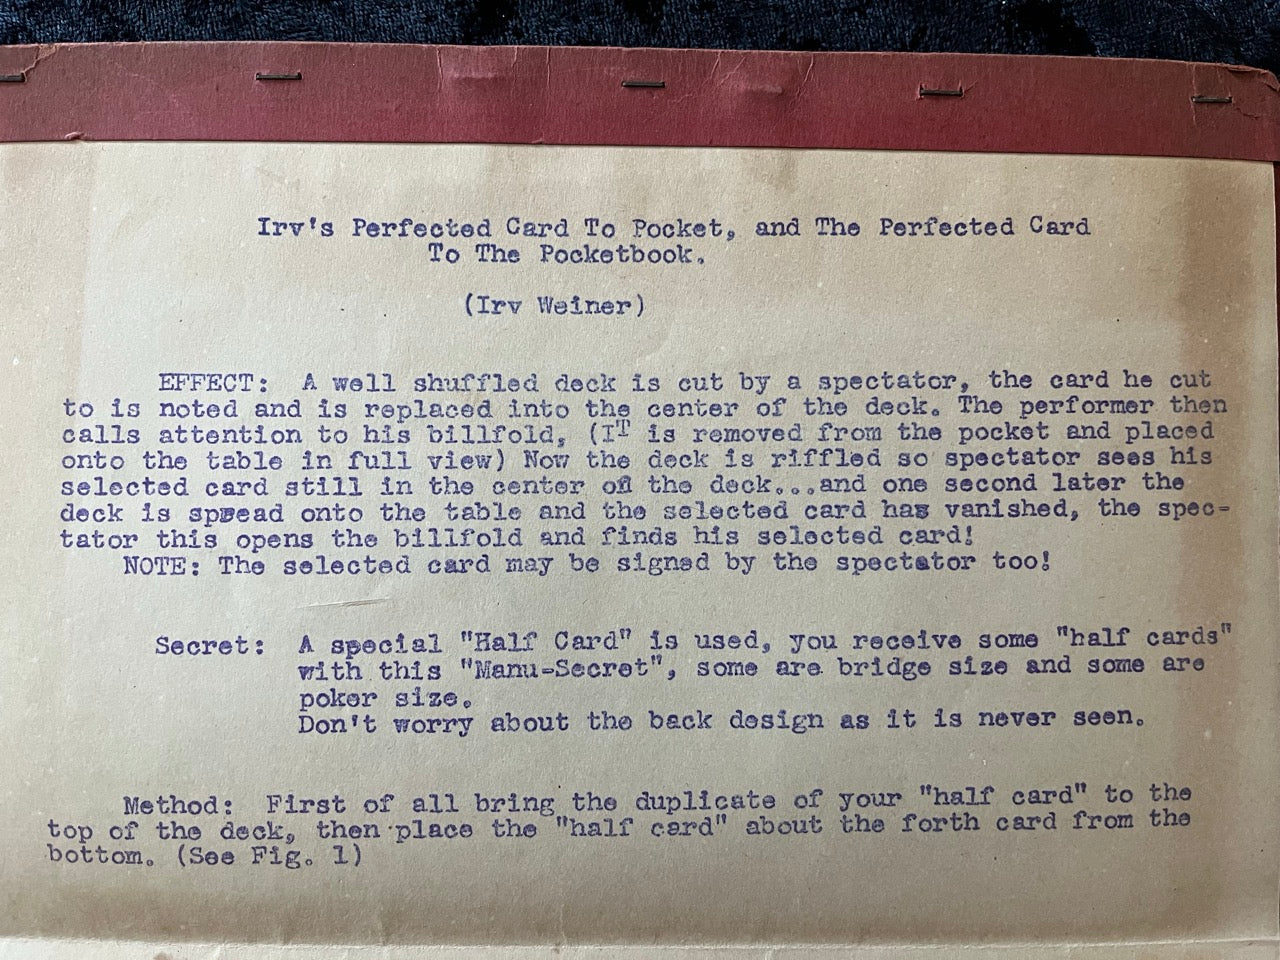 Irv's Perfected Card To Pocket, and The Perfected Card
To The Pocketbook.
(Irv Weiner)
EFFECT: A well shuffled deck is cut by a spectator, the card he cut
to is noted and is replaced into the center of the deck. The performer then
calls attention to his billfold, (IT is removed from the pocket and placed
onto the table in full view) Now the deck is riffled so spectator sees his
selected card still in the center of the deck...and one second later the
deck is spread onto the table and the selected card has vanished, the spec-
tator this opens the billfold and finds his selected card!
NOTE: The selected card may be signed by the spectator too!
Secret: A special "Half Card" is used, you receive some "half cards"
with this "Manu-Secret", some are bridge size and some are
poker size.
Don't worry about the back design as it is never seen.
Method: First of all bring the duplicate of your "half card" to the
top of the deck, then place the "half card" about the forth card from the
bottom. (See Fig. 1)